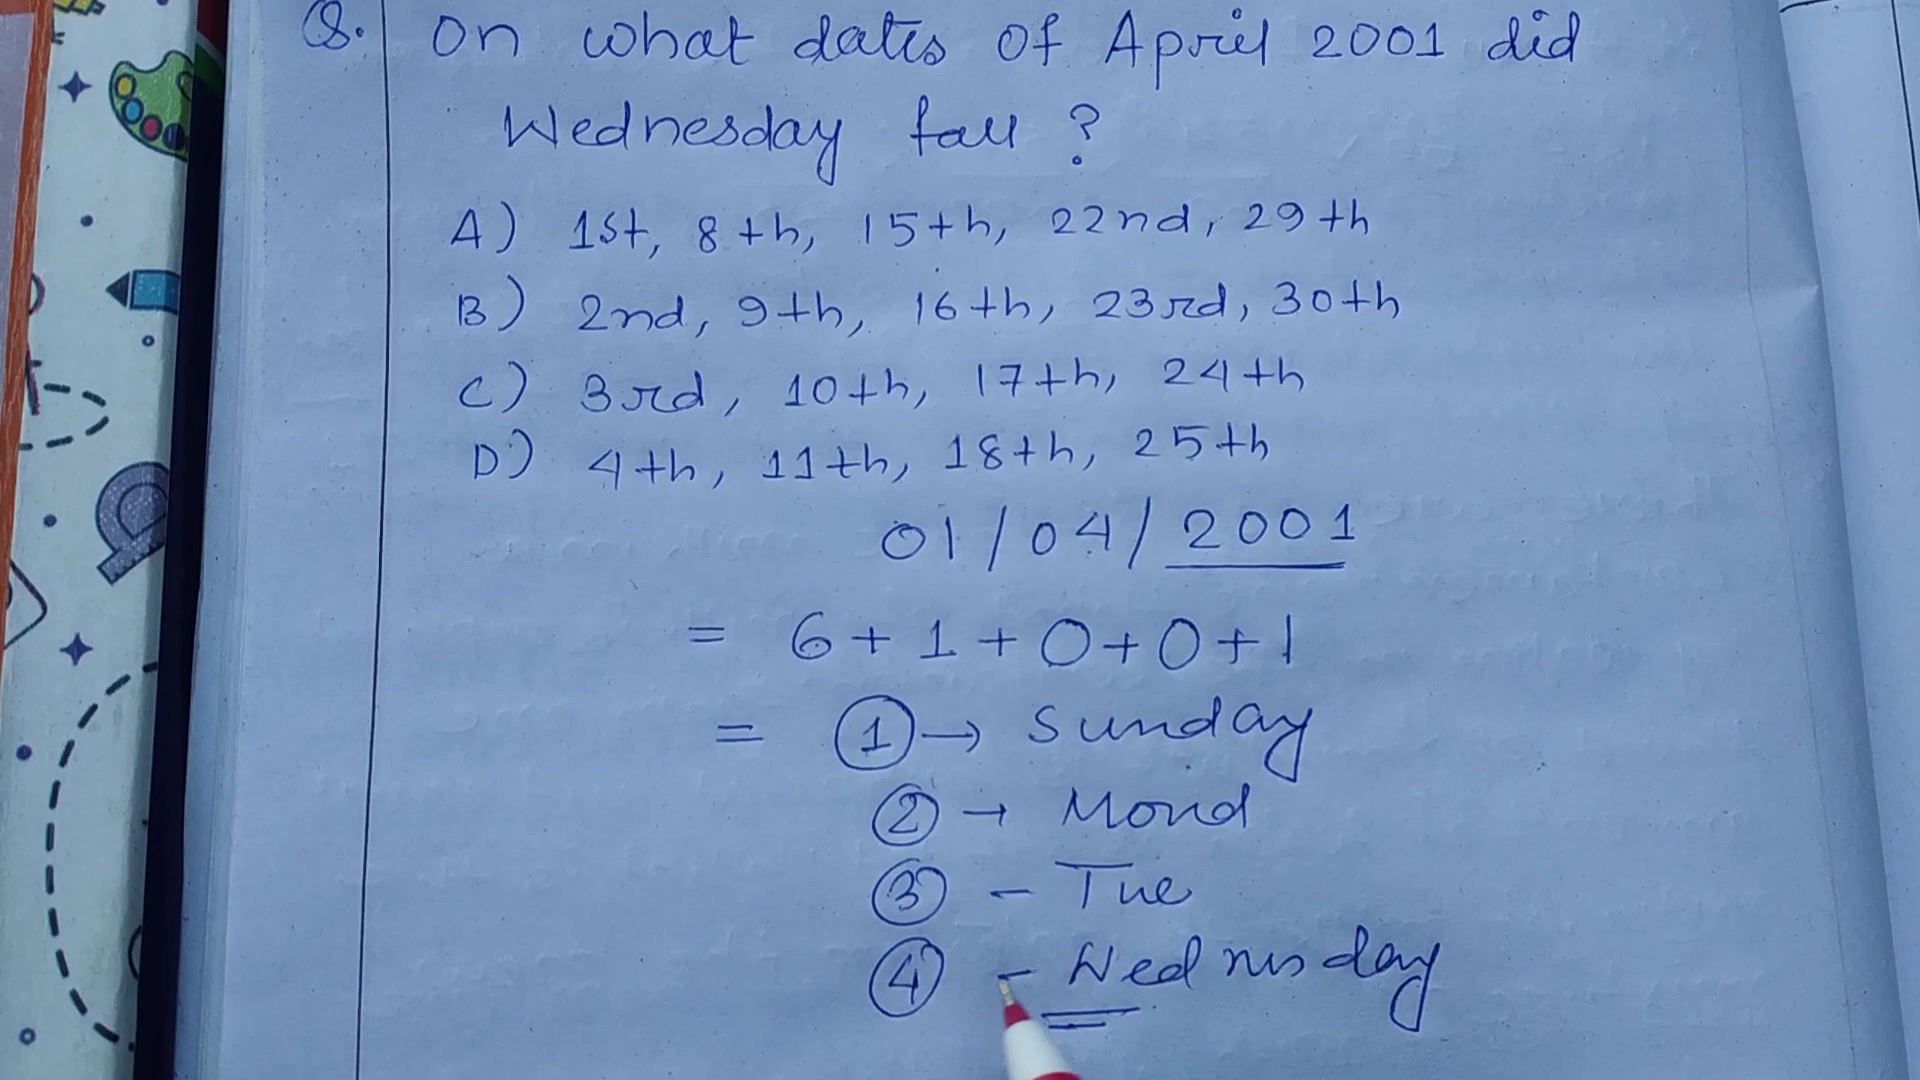 Q. On what dates of April 2001 did
Wednesday fall ?
A) 1st, 8th, 15th, 22nd, 29th
B) 2nd, 9th, 16th, 23rd, 30th
C) 3rd, 10th, 17th, 24th
D) 4th, 11th, 18th, 25th
01/04/2001
= 6+1+0+0+1
= 1 → Sunday
2 → Mond
3 - Tue
4 - Wednesday